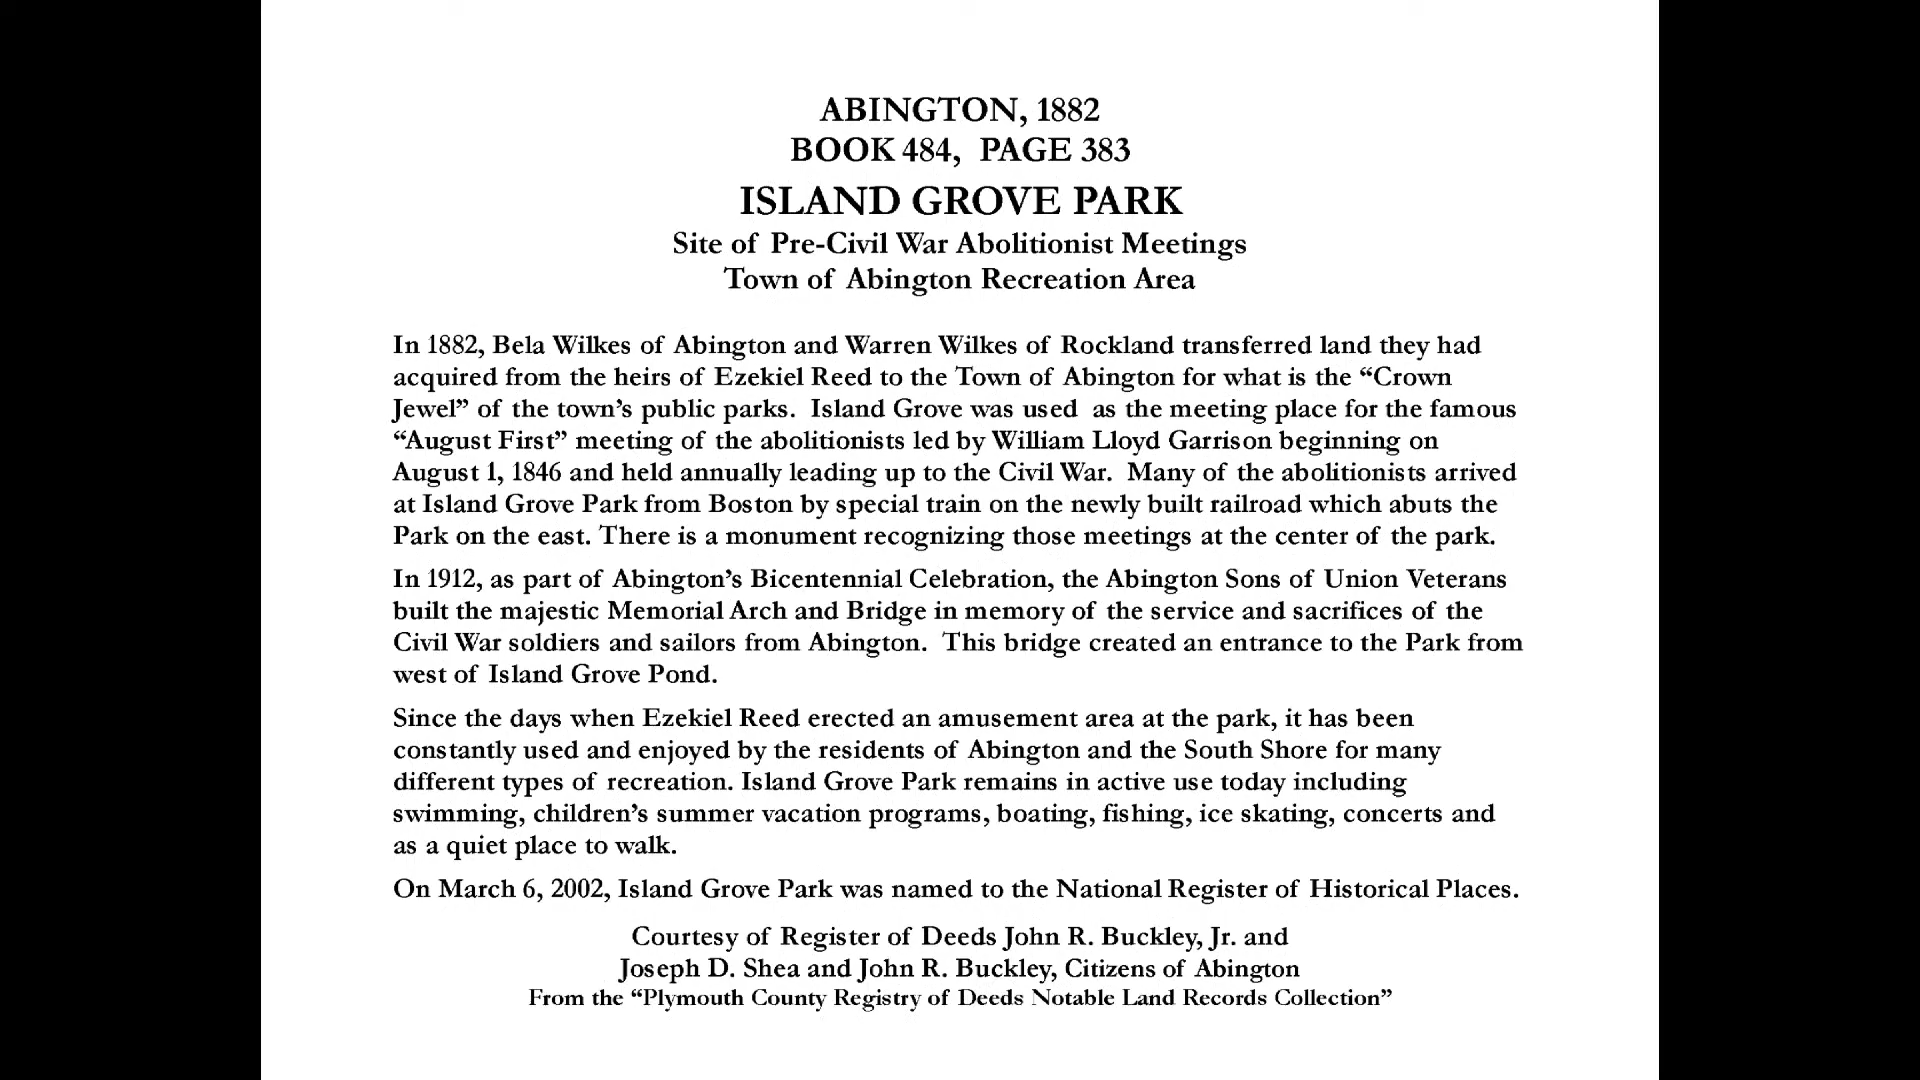 ABINGTON, 1882
BOOK 484, PAGE 383
ISLAND GROVE PARK
Site of Pre-Civil War Abolitionist Meetings
Town of Abington Recreation Area
In 1882, Bela Wilkes of Abington and Warren Wilkes of Rockland transferred land they had
acquired from the heirs of Ezekiel Reed to the Town of Abington for what is the “Crown
Jewel” of the town’s public parks. Island Grove was used as the meeting place for the famous
“August First” meeting of the abolitionists led by William Lloyd Garrison beginning on
August 1, 1846 and held annually leading up to the Civil War. Many of the abolitionists arrived
at Island Grove Park from Boston by special train on the newly built railroad which abuts the
Park on the east. There is a monument recognizing those meetings at the center of the park.
In 1912, as part of Abington’s Bicentennial Celebration, the Abington Sons of Union Veterans
built the majestic Memorial Arch and Bridge in memory of the service and sacrifices of the
Civil War soldiers and sailors from Abington. This bridge created an entrance to the Park from
west of Island Grove Pond.
Since the days when Ezekiel Reed erected an amusement area at the park, it has been
constantly used and enjoyed by the residents of Abington and the South Shore for many
different types of recreation. Island Grove Park remains in active use today including
swimming, children’s summer vacation programs, boating, fishing, ice skating, concerts and
as a quiet place to walk.
On March 6, 2002, Island Grove Park was named to the National Register of Historical Places.
Courtesy of Register of Deeds John R. Buckley, Jr. and
Joseph D. Shea and John R. Buckley, Citizens of Abington
From the “Plymouth County Registry of Deeds Notable Land Records Collection”